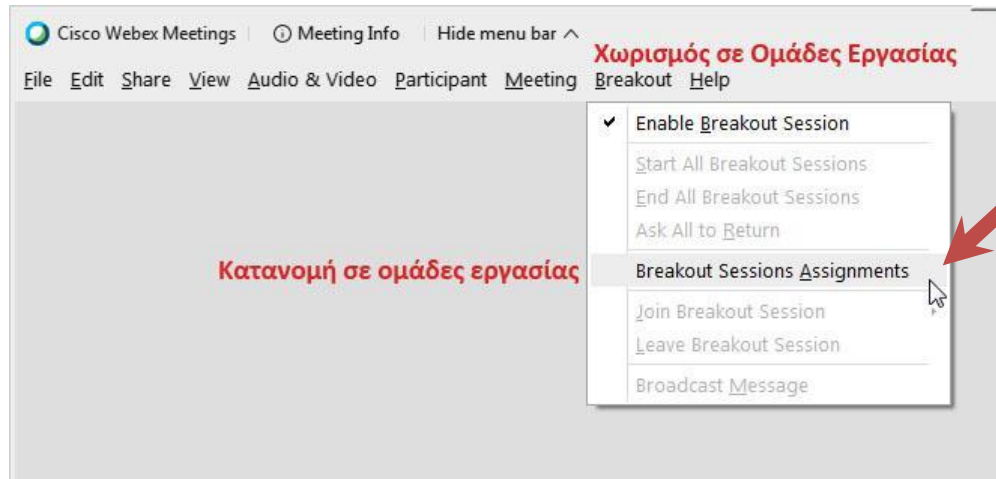 Cisco Webex Meetings Meeting Info Hide menu bar
Χωρισμός σε Ομάδες Εργασίας
File Edit Share View Audio & Video Participant Meeting Breakout Help
Enable Breakout Session
Start All Breakout Sessions
End All Breakout Sessions
Ask All to Return
Κατανομή σε ομάδες εργασίας Breakout Sessions Assignments
Join Breakout Session
Leave Breakout Session
Broadcast Message